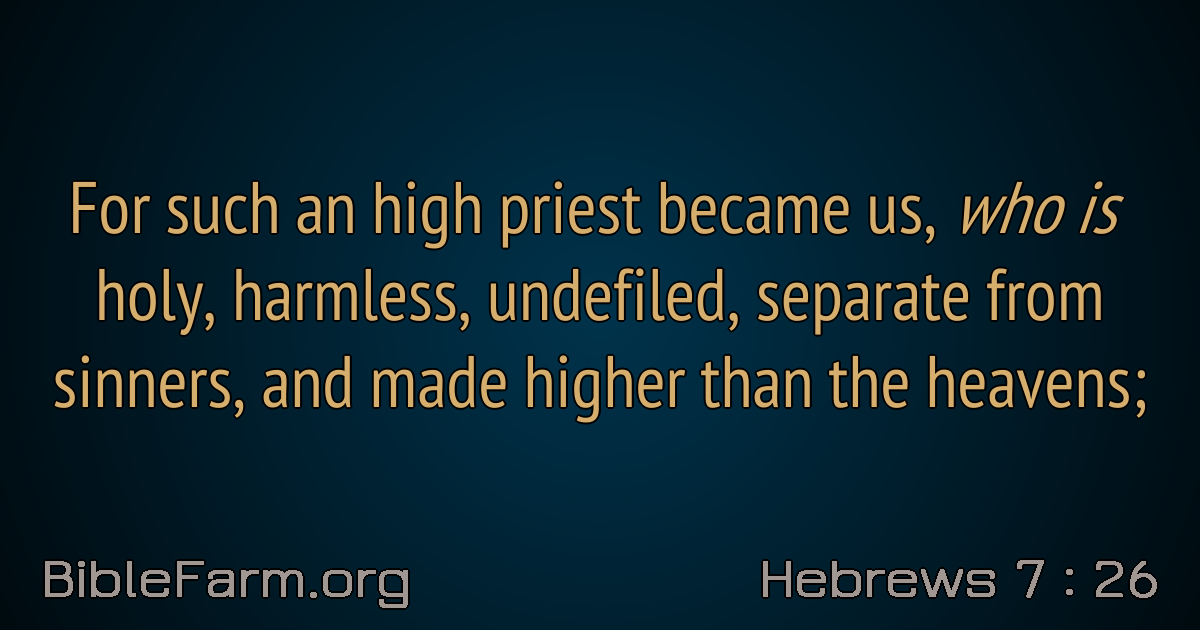 For such an high priest became us, who is
holy, harmless, undefiled, separate from
sinners, and made higher than the heavens;
BibleFarm.org
Hebrews 7 : 26